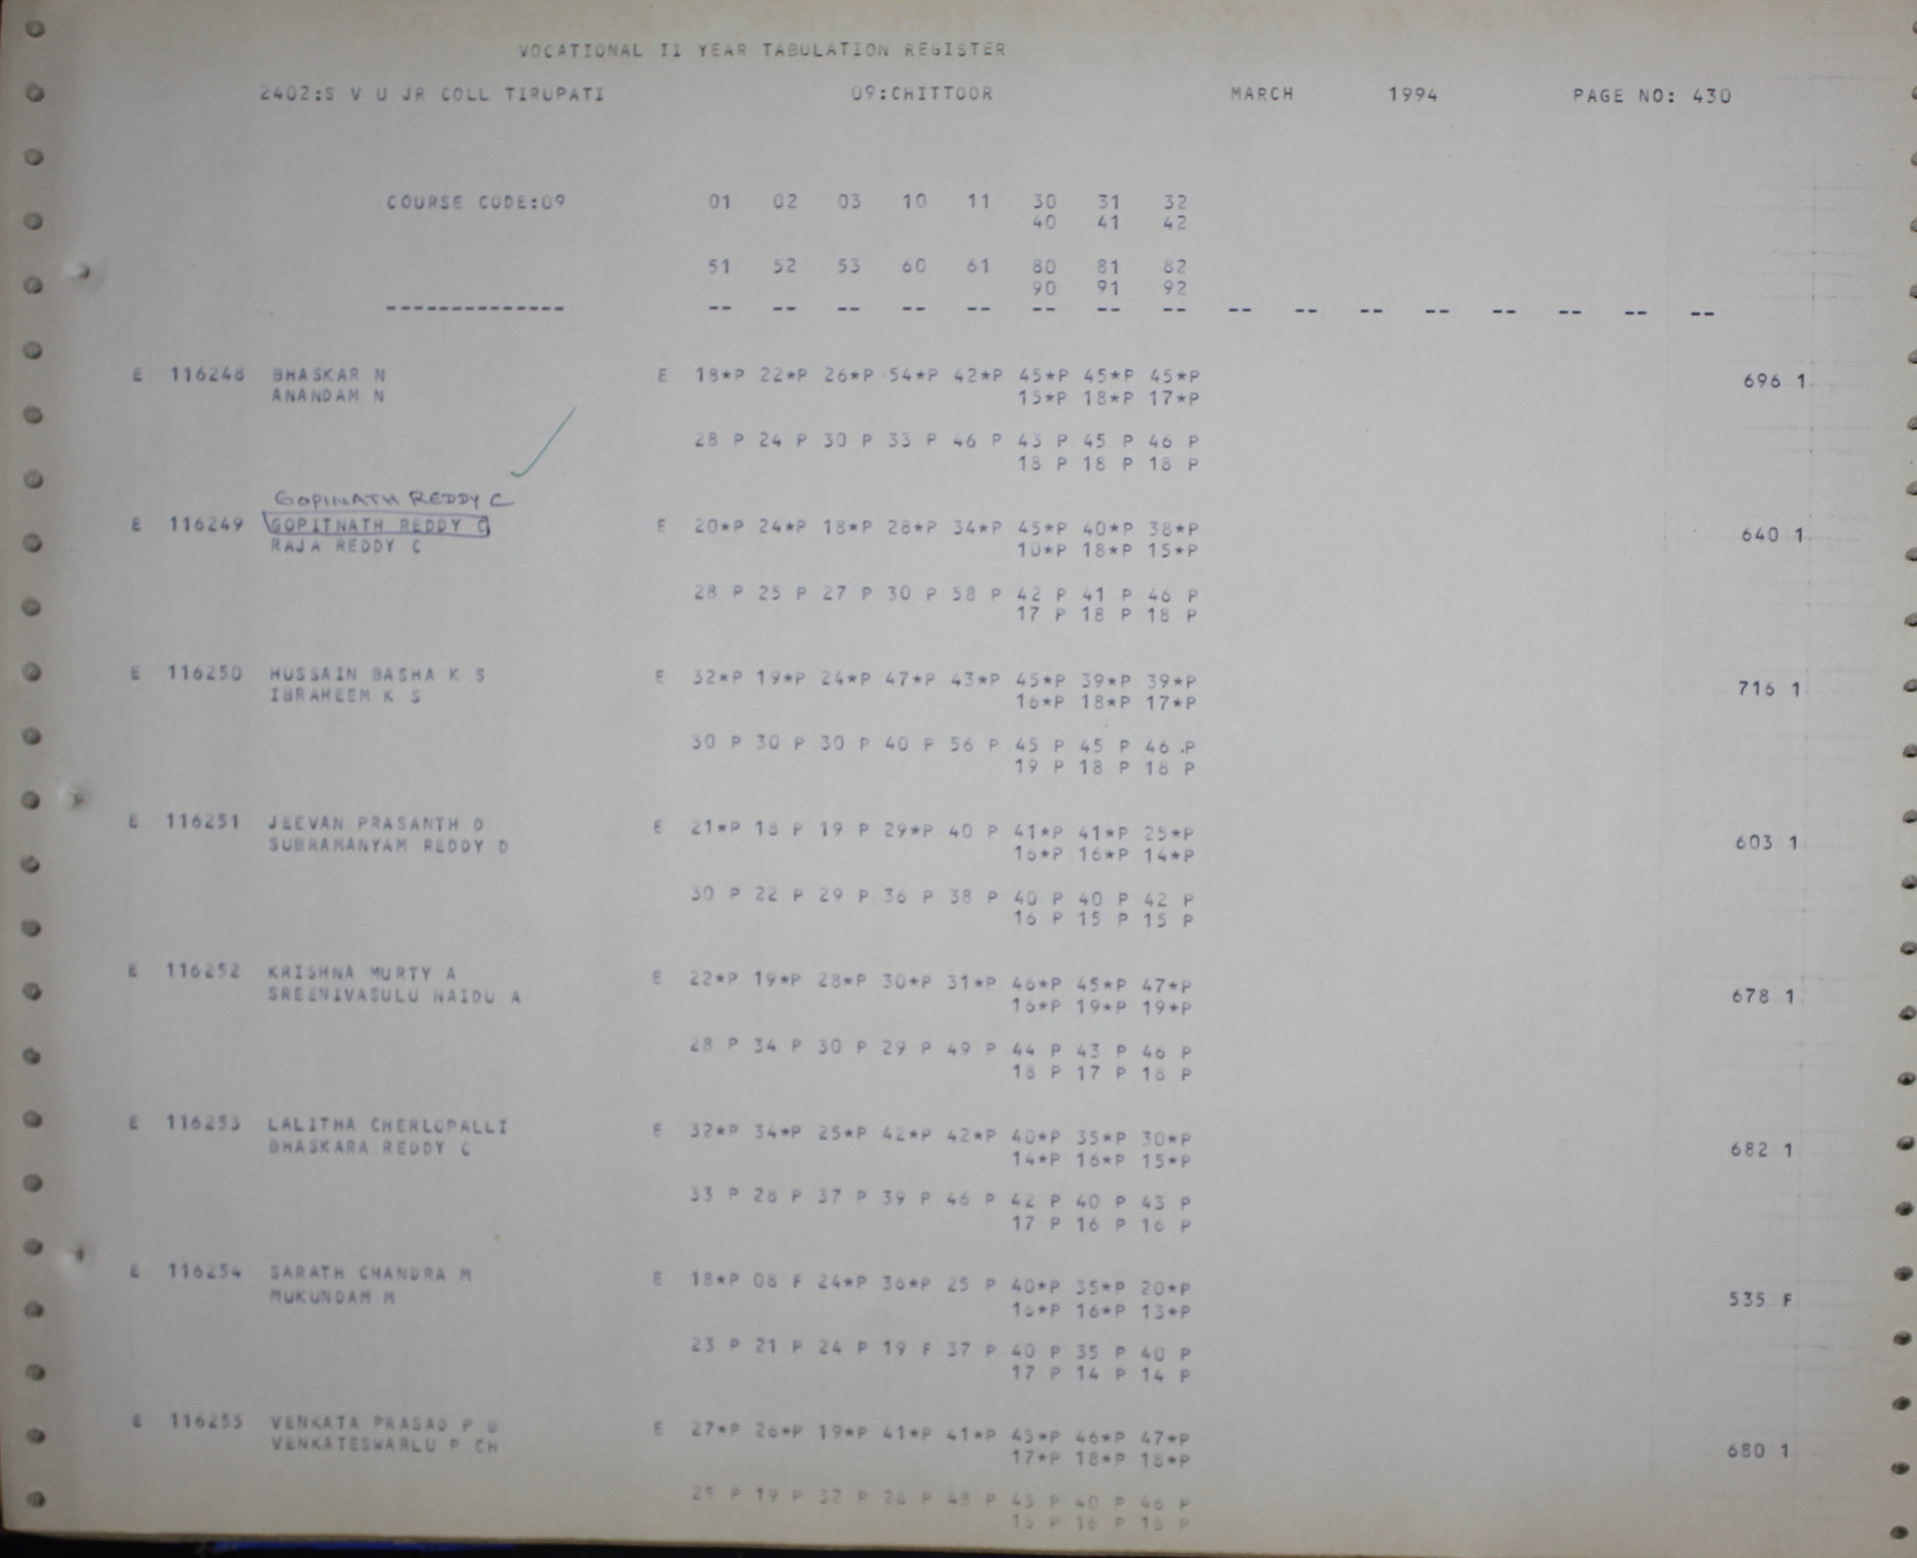 VOCATIONAL II YEAR TABULATION REGISTER
2402:S V U JR COLL TIRUPATI 09:CHITTOOR MARCH 1994 PAGE NO: 430
COURSE CODE:09 01 02 03 10 11 30 31 32
40 41 42
51 52 53 60 61 80 81 82
90 91 92
-------------- -- -- -- -- -- -- -- -- -- -- -- -- -- -- -- --
E 116248 BHASKAR N E 18*P 22*P 26*P 54*P 42*P 45*P 45*P 45*P 696 1
ANANDAM N 15*P 18*P 17*P
28 P 24 P 30 P 33 P 46 P 43 P 45 P 46 P
18 P 18 P 18 P
GOPINATH REDDY C
E 116249 GOPITNATH REDDY C E 20*P 24*P 18*P 28*P 34*P 45*P 40*P 38*P 640 1
RAJA REDDY C 10*P 18*P 15*P
28 P 25 P 27 P 30 P 58 P 42 P 41 P 46 P
17 P 18 P 18 P
E 116250 HUSSAIN BASHA K S E 32*P 19*P 24*P 47*P 43*P 45*P 39*P 39*P 716 1
IBRAHEEM K S 16*P 18*P 17*P
30 P 30 P 30 P 40 P 56 P 45 P 45 P 46 P
19 P 18 P 18 P
E 116251 JEEVAN PRASANTH D E 21*P 18 P 19 P 29*P 40 P 41*P 41*P 25*P 603 1
SUBRAMANYAM REDDY D 16*P 16*P 14*P
30 P 22 P 29 P 36 P 38 P 40 P 40 P 42 P
16 P 15 P 15 P
E 116252 KRISHNA MURTY A E 22*P 19*P 28*P 30*P 31*P 46*P 45*P 47*P 678 1
SREENIVASULU NAIDU A 16*P 19*P 19*P
28 P 34 P 30 P 29 P 49 P 44 P 43 P 46 P
18 P 17 P 18 P
E 116253 LALITHA CHERLOPALLI E 32*P 34*P 25*P 42*P 42*P 40*P 35*P 30*P 682 1
BHASKARA REDDY C 14*P 16*P 15*P
33 P 28 P 37 P 39 P 46 P 42 P 40 P 43 P
17 P 16 P 16 P
E 116254 SARATH CHANDRA M E 18*P 08 F 24*P 36*P 25 P 40*P 35*P 20*P 535 F
MUKUNDAM M 16*P 16*P 13*P
23 P 21 P 24 P 19 F 37 P 40 P 35 P 40 P
17 P 14 P 14 P
E 116255 VENKATA PRASAD P B E 27*P 26*P 19*P 41*P 41*P 45*P 46*P 47*P 680 1
VENKATESWARLU P CH 17*P 18*P 18*P
25 P 19 P 32 P 26 P 48 P 45 P 40 P 46 P
18 P 16 P 18 P